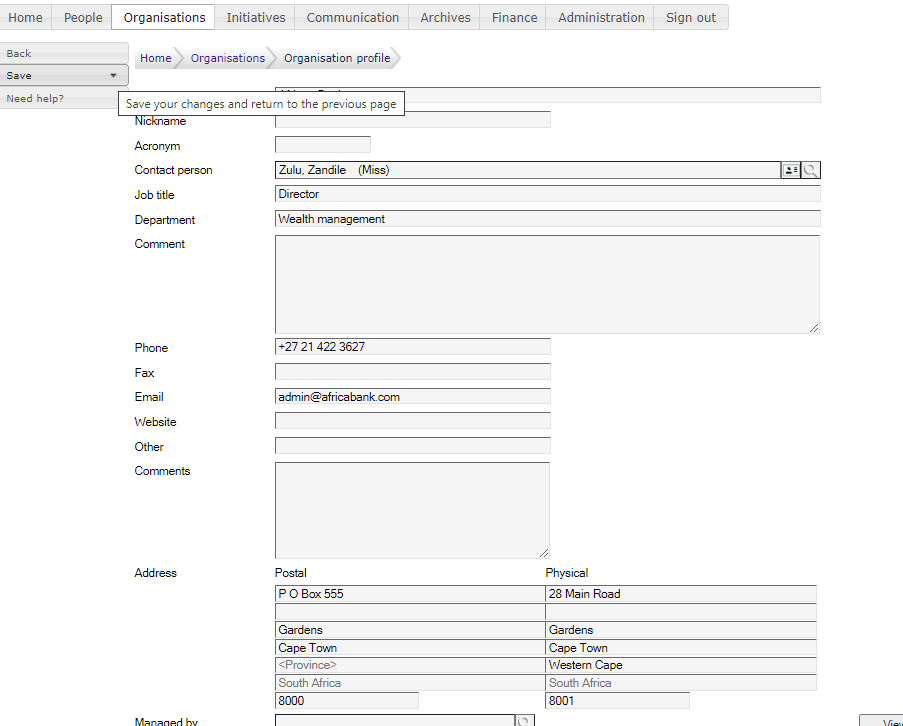 Home People Organisations Initiatives Communication Archives Finance Administration Sign out
Back
Home Organisations Organisation profile
Save
Need help?
Save your changes and return to the previous page
Nickname
Acronym
Contact person Zulu, Zandile (Miss)
Job title Director
Department Wealth management
Comment
Phone +27 21 422 3627
Fax
Email admin@africabank.com
Website
Other
Comments
Address Postal Physical
P O Box 555 28 Main Road
Gardens Gardens
Cape Town Cape Town
<Province> Western Cape
South Africa South Africa
8000 8001
Managed by